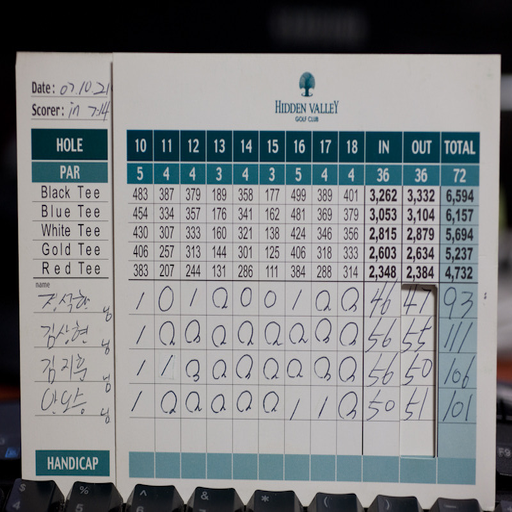 Date: 07.10.21
Scorer: in 7:14
HIDDEN VALLEY
GOLF CLUB
HOLE 10 11 12 13 14 15 16 17 18 IN OUT TOTAL
PAR 5 4 4 3 4 3 5 4 4 36 36 72
Black Tee 483 387 379 189 358 177 499 389 401 3,262 3,332 6,594
Blue Tee 454 334 357 176 341 162 481 369 379 3,053 3,104 6,157
White Tee 430 307 333 160 321 138 424 346 356 2,815 2,879 5,694
Gold Tee 406 257 313 144 301 125 406 318 333 2,603 2,634 5,237
Red Tee 383 207 244 131 286 111 384 288 314 2,348 2,384 4,732
name
정석한 님 1 0 1 2 0 0 1 2 2 46 47 93
김상현 님 1 2 2 2 2 2 2 2 2 56 55 111
김지훈 님 1 1 3 2 2 2 2 3 2 56 50 106
님 1 2 2 2 2 2 1 1 3 50 51 101
HANDICAP